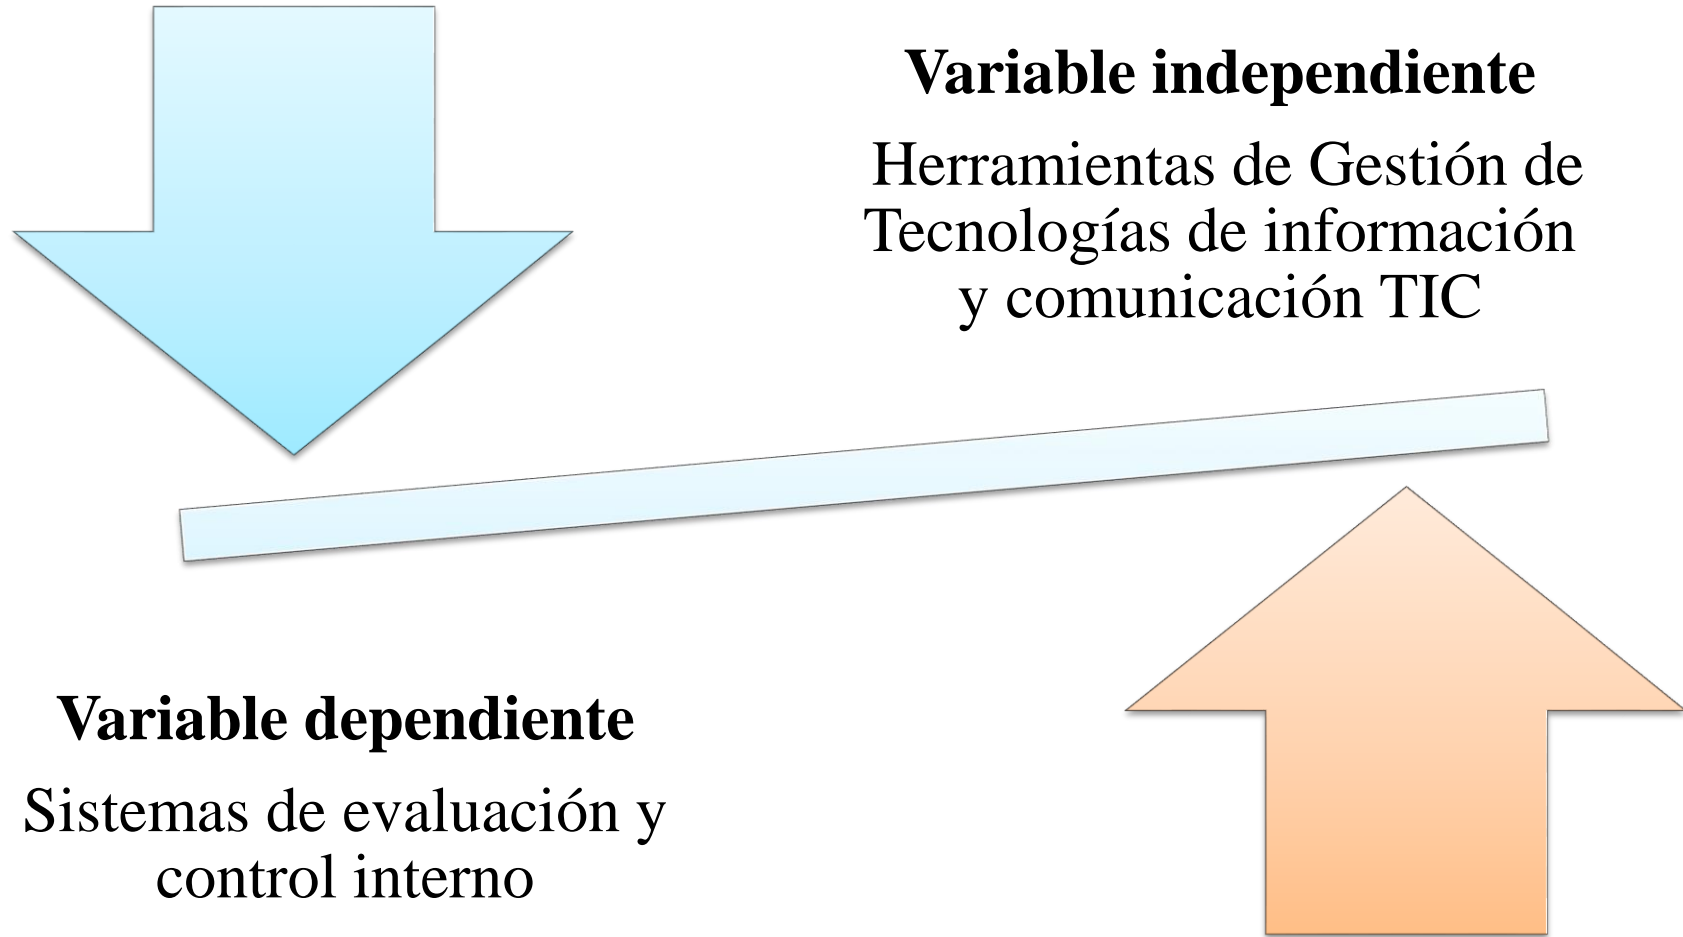 Variable independiente
Herramientas de Gestión de
Tecnologías de información
y comunicación TIC
Variable dependiente
Sistemas de evaluación y
control interno